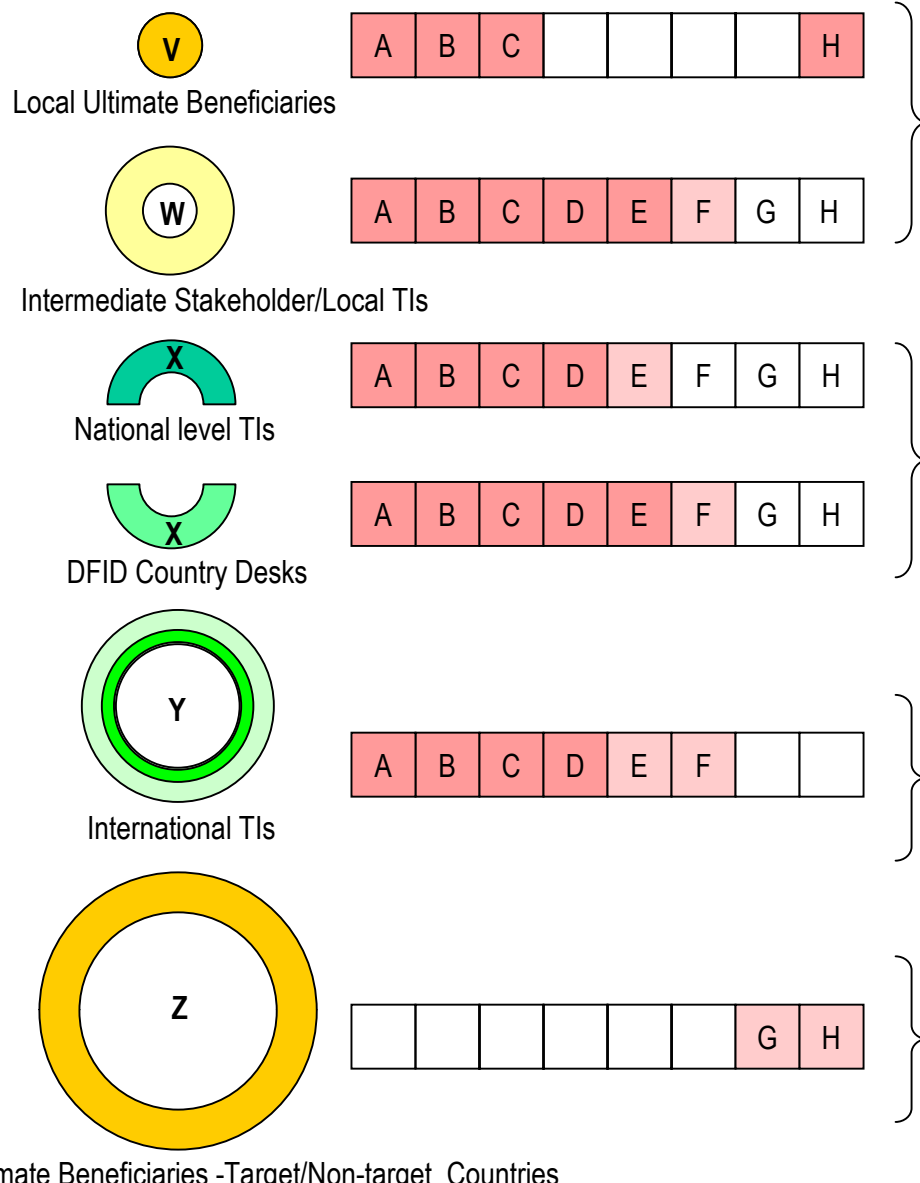 V
A B C H
Local Ultimate Beneficiaries
W
A B C D E F G H
Intermediate Stakeholder/Local TIs
X
A B C D E F G H
National level TIs
X
A B C D E F G H
DFID Country Desks
Y
A B C D E F
International TIs
Z
G H
mate Beneficiaries -Target/Non-target Countries